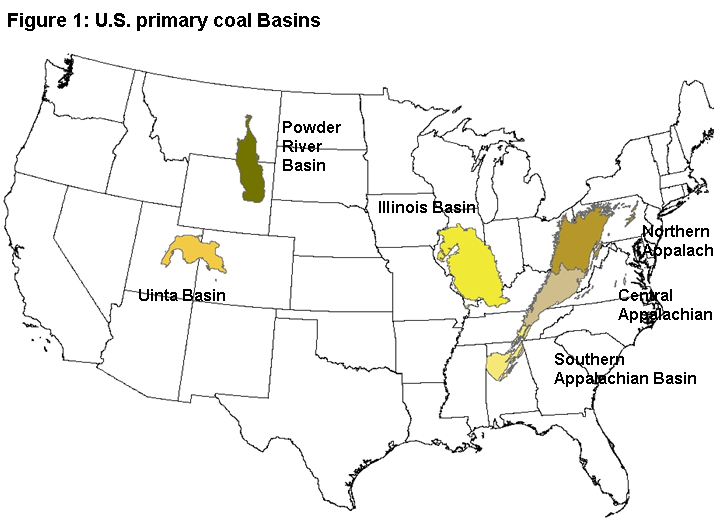 Figure 1: U.S. primary coal Basins
Powder
River
Basin
Illinois Basin
Northern
Appalach
Uinta Basin
Central
Appalachian
Southern
Appalachian Basin